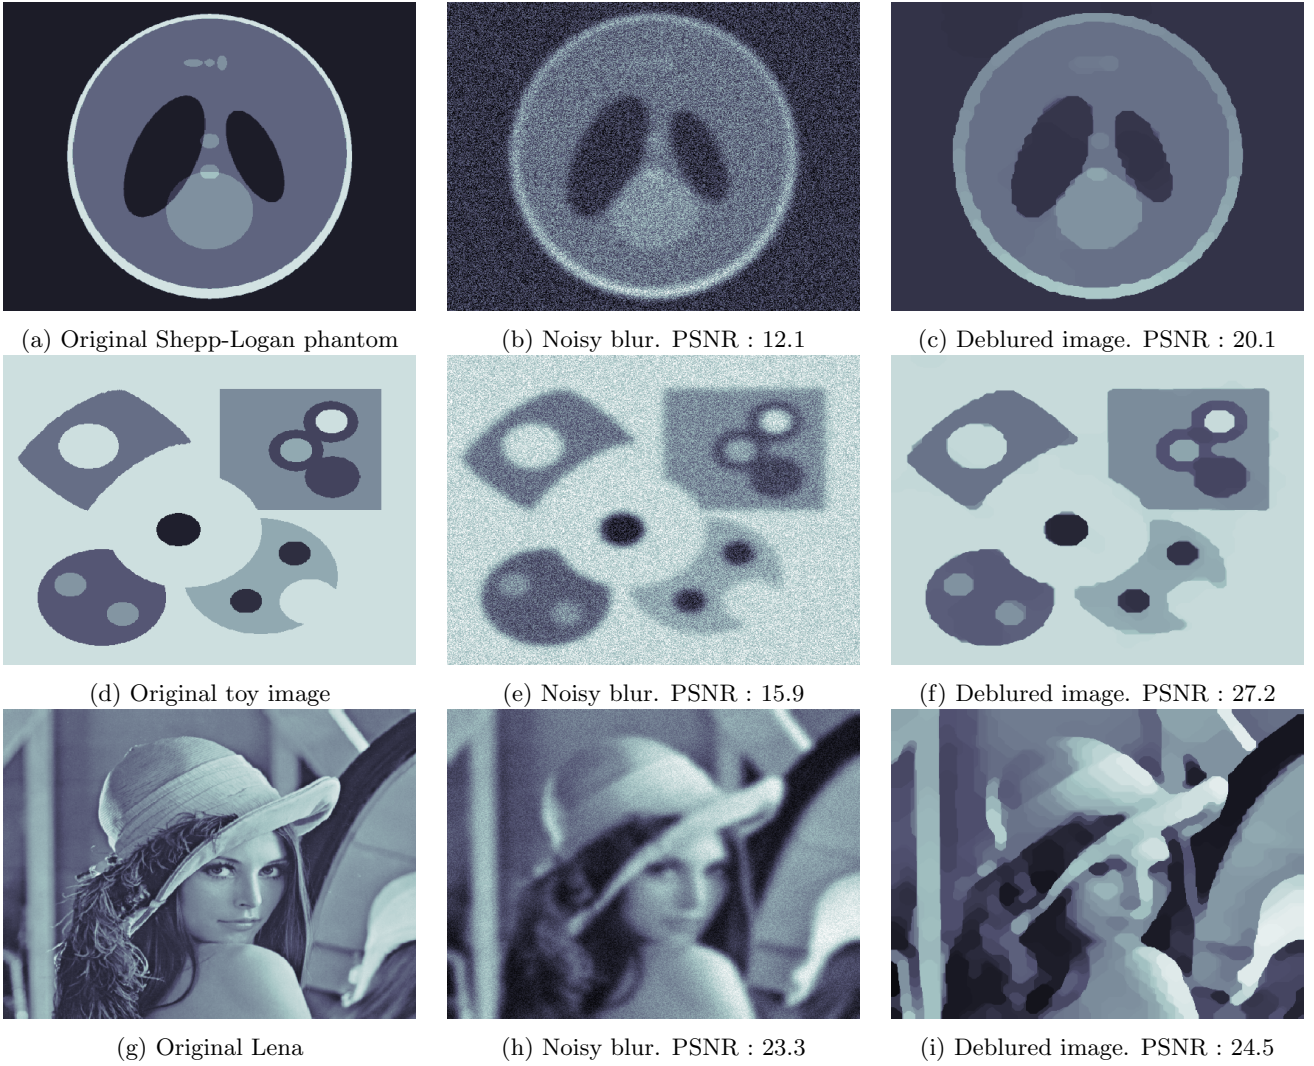 (a) Original Shepp-Logan phantom
(b) Noisy blur. PSNR : 12.1
(c) Deblured image. PSNR : 20.1
(d) Original toy image
(e) Noisy blur. PSNR : 15.9
(f) Deblured image. PSNR : 27.2
(g) Original Lena
(h) Noisy blur. PSNR : 23.3
(i) Deblured image. PSNR : 24.5